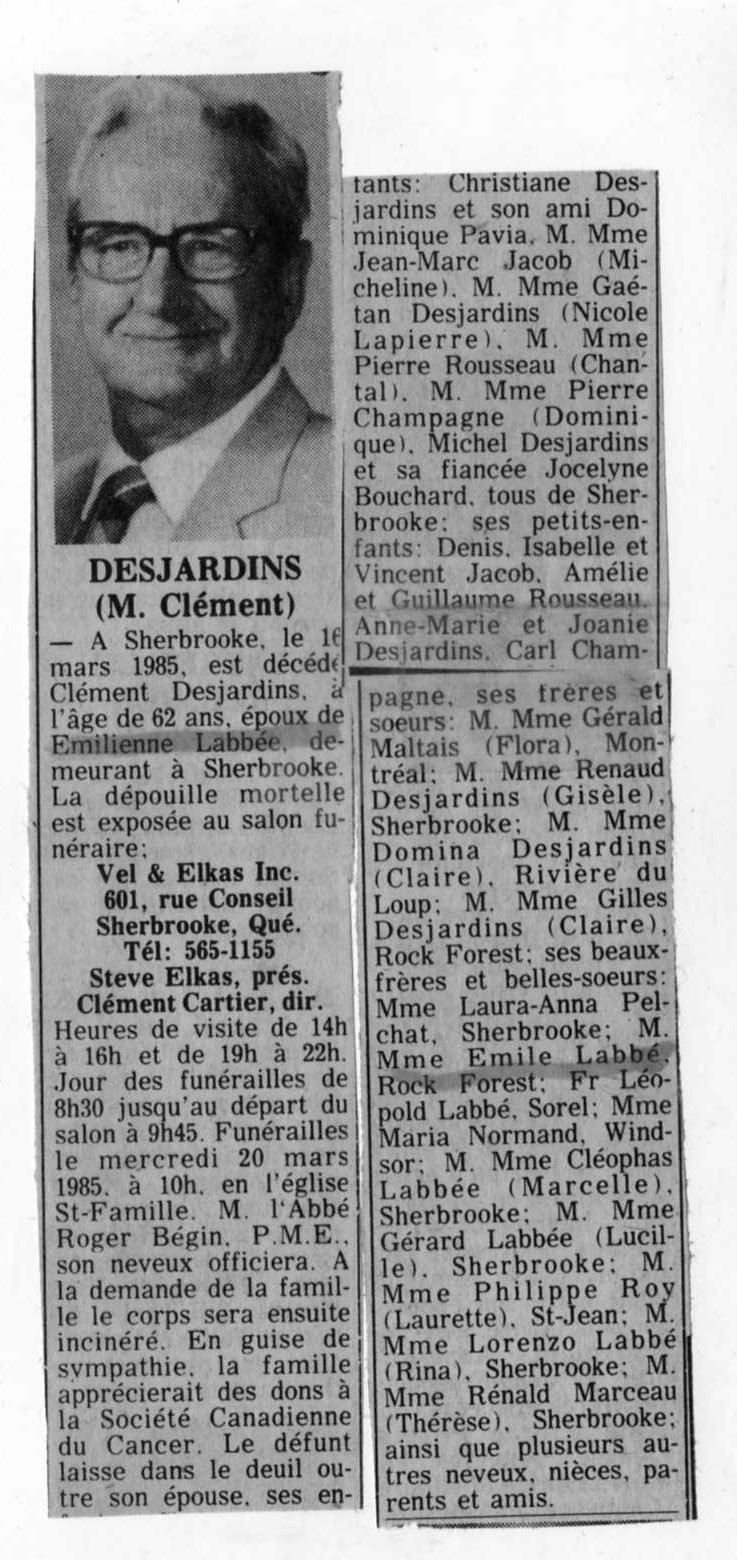 DESJARDINS
(M. Clément)
— A Sherbrooke, le 16
mars 1985, est décédé
Clément Desjardins, à
l'âge de 62 ans, époux de
Emilienne Labbée, de-
meurant à Sherbrooke.
La dépouille mortelle
est exposée au salon fu-
néraire:
Vel & Elkas Inc.
601, rue Conseil
Sherbrooke, Qué.
Tél: 565-1155
Steve Elkas, prés.
Clément Cartier, dir.
Heures de visite de 14h
à 16h et de 19h à 22h.
Jour des funérailles de
8h30 jusqu'au départ du
salon à 9h45. Funérailles
le mercredi 20 mars
1985, à 10h, en l'église
St-Famille. M. l'Abbé
Roger Bégin, P.M.E.,
son neveux officiera. A
la demande de la famil-
le le corps sera ensuite
incinéré. En guise de
sympathie, la famille
apprécierait des dons à
la Société Canadienne
du Cancer. Le défunt
laisse dans le deuil ou-
tre son épouse, ses en-
tants: Christiane Des-
jardins et son ami Do-
minique Pavia, M. Mme
Jean-Marc Jacob (Mi-
cheline), M. Mme Gaé-
tan Desjardins (Nicole
Lapierre), M. Mme
Pierre Rousseau (Chan-
tal), M. Mme Pierre
Champagne (Domini-
que), Michel Desjardins
et sa fiancée Jocelyne
Bouchard, tous de Sher-
brooke; ses petits-en-
fants: Denis, Isabelle et
Vincent Jacob, Amélie
et Guillaume Rousseau,
Anne-Marie et Joanie
Desjardins, Carl Cham-
pagne, ses frères et
soeurs: M. Mme Gérald
Maltais (Flora), Mon-
tréal; M. Mme Renaud
Desjardins (Gisèle),
Sherbrooke; M. Mme
Domina Desjardins
(Claire), Rivière du
Loup; M. Mme Gilles
Desjardins (Claire),
Rock Forest; ses beaux-
frères et belles-soeurs:
Mme Laura-Anna Pel-
chat, Sherbrooke; M.
Mme Emile Labbé,
Rock Forest; Fr Léo-
pold Labbé, Sorel; Mme
Maria Normand, Wind-
sor; M. Mme Cléophas
Labbée (Marcelle),
Sherbrooke; M. Mme
Gérard Labbée (Lucil-
le), Sherbrooke; M.
Mme Philippe Roy
(Laurette), St-Jean; M.
Mme Lorenzo Labbé
(Rina), Sherbrooke; M.
Mme Rénald Marceau
(Thérèse), Sherbrooke;
ainsi que plusieurs au-
tres neveux, nièces, pa-
rents et amis.